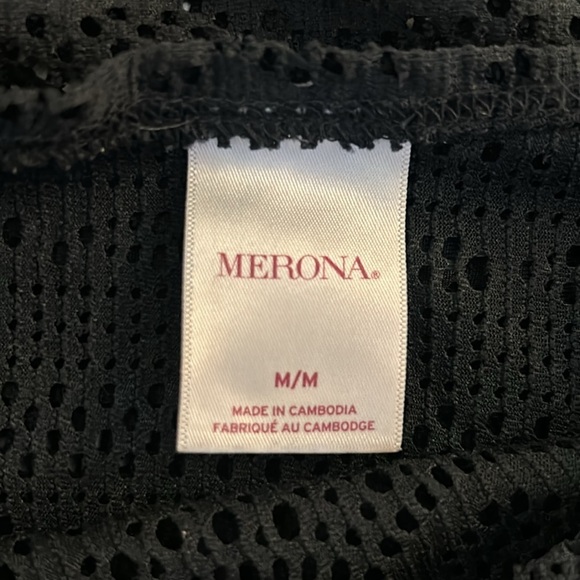 MERONA®
M/M
MADE IN CAMBODIA
FABRIQUÉ AU CAMBODGE